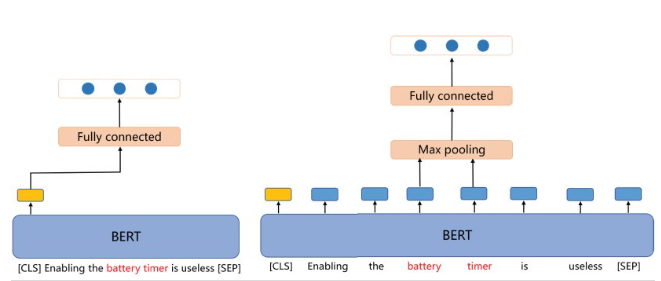 Fully connected
BERT
[CLS] Enabling the battery timer is useless [SEP]
Fully connected
Max pooling
BERT
[CLS] Enabling the battery timer is useless [SEP]